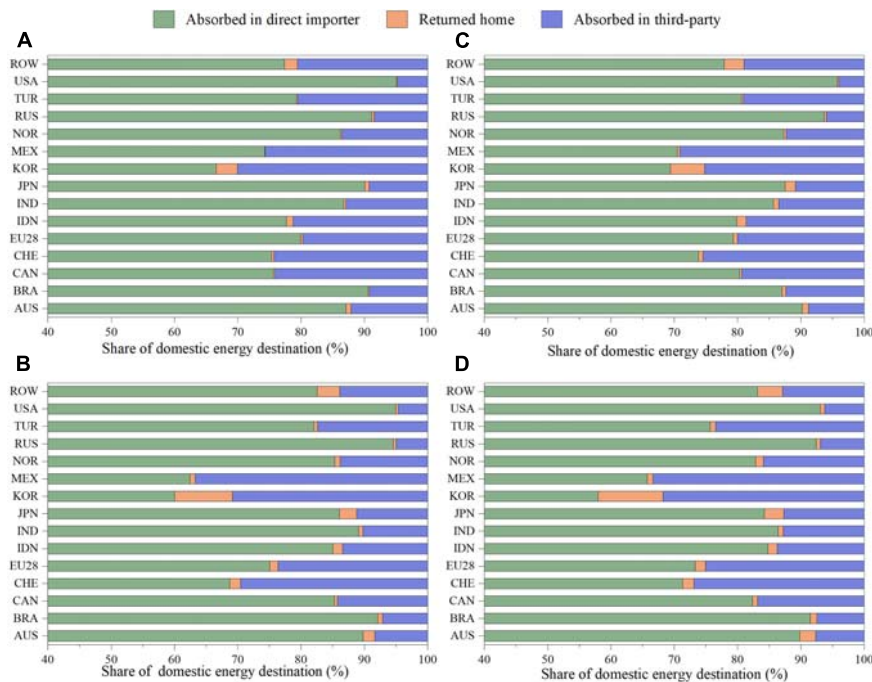 Absorbed in direct importer Returned home Absorbed in third-party
A
ROW
USA
TUR
RUS
NOR
MEX
KOR
JPN
IND
IDN
EU28
CHE
CAN
BRA
AUS
40 50 60 70 80 90 100
Share of domestic energy destination (%)
C
40 50 60 70 80 90 100
Share of domestic energy destination (%)
ROW
USA
TUR
RUS
NOR
MEX
KOR
JPN
IND
IDN
EU28
CHE
CAN
BRA
AUS
B
ROW
USA
TUR
RUS
NOR
MEX
KOR
JPN
IND
IDN
EU28
CHE
CAN
BRA
AUS
40 50 60 70 80 90 100
Share of domestic energy destination (%)
D
ROW
USA
TUR
RUS
NOR
MEX
KOR
JPN
IND
IDN
EU28
CHE
CAN
BRA
AUS
40 50 60 70 80 90 100
Share of domestic energy destination (%)